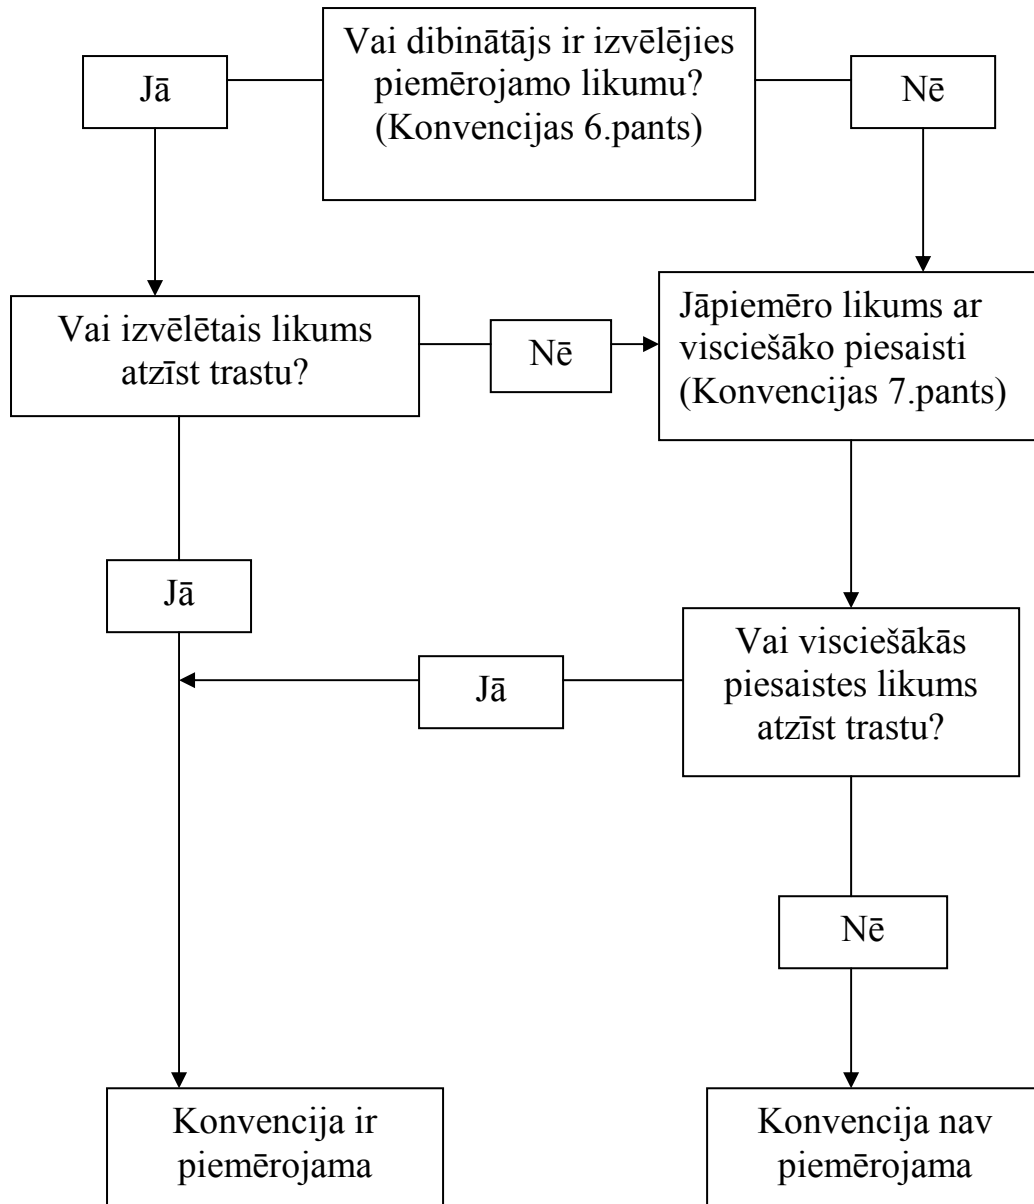 Vai dibinātājs ir izvēlējies
piemērojamo likumu?
(Konvencijas 6.pants)
Jā
Nē
Vai izvēlētais likums
atzīst trastu?
Nē
Jāpiemēro likums ar
visciešāko piesaisti
(Konvencijas 7.pants)
Jā
Vai visciešākās
piesaistes likums
atzīst trastu?
Jā
Nē
Konvencija ir
piemērojama
Konvencija nav
piemērojama